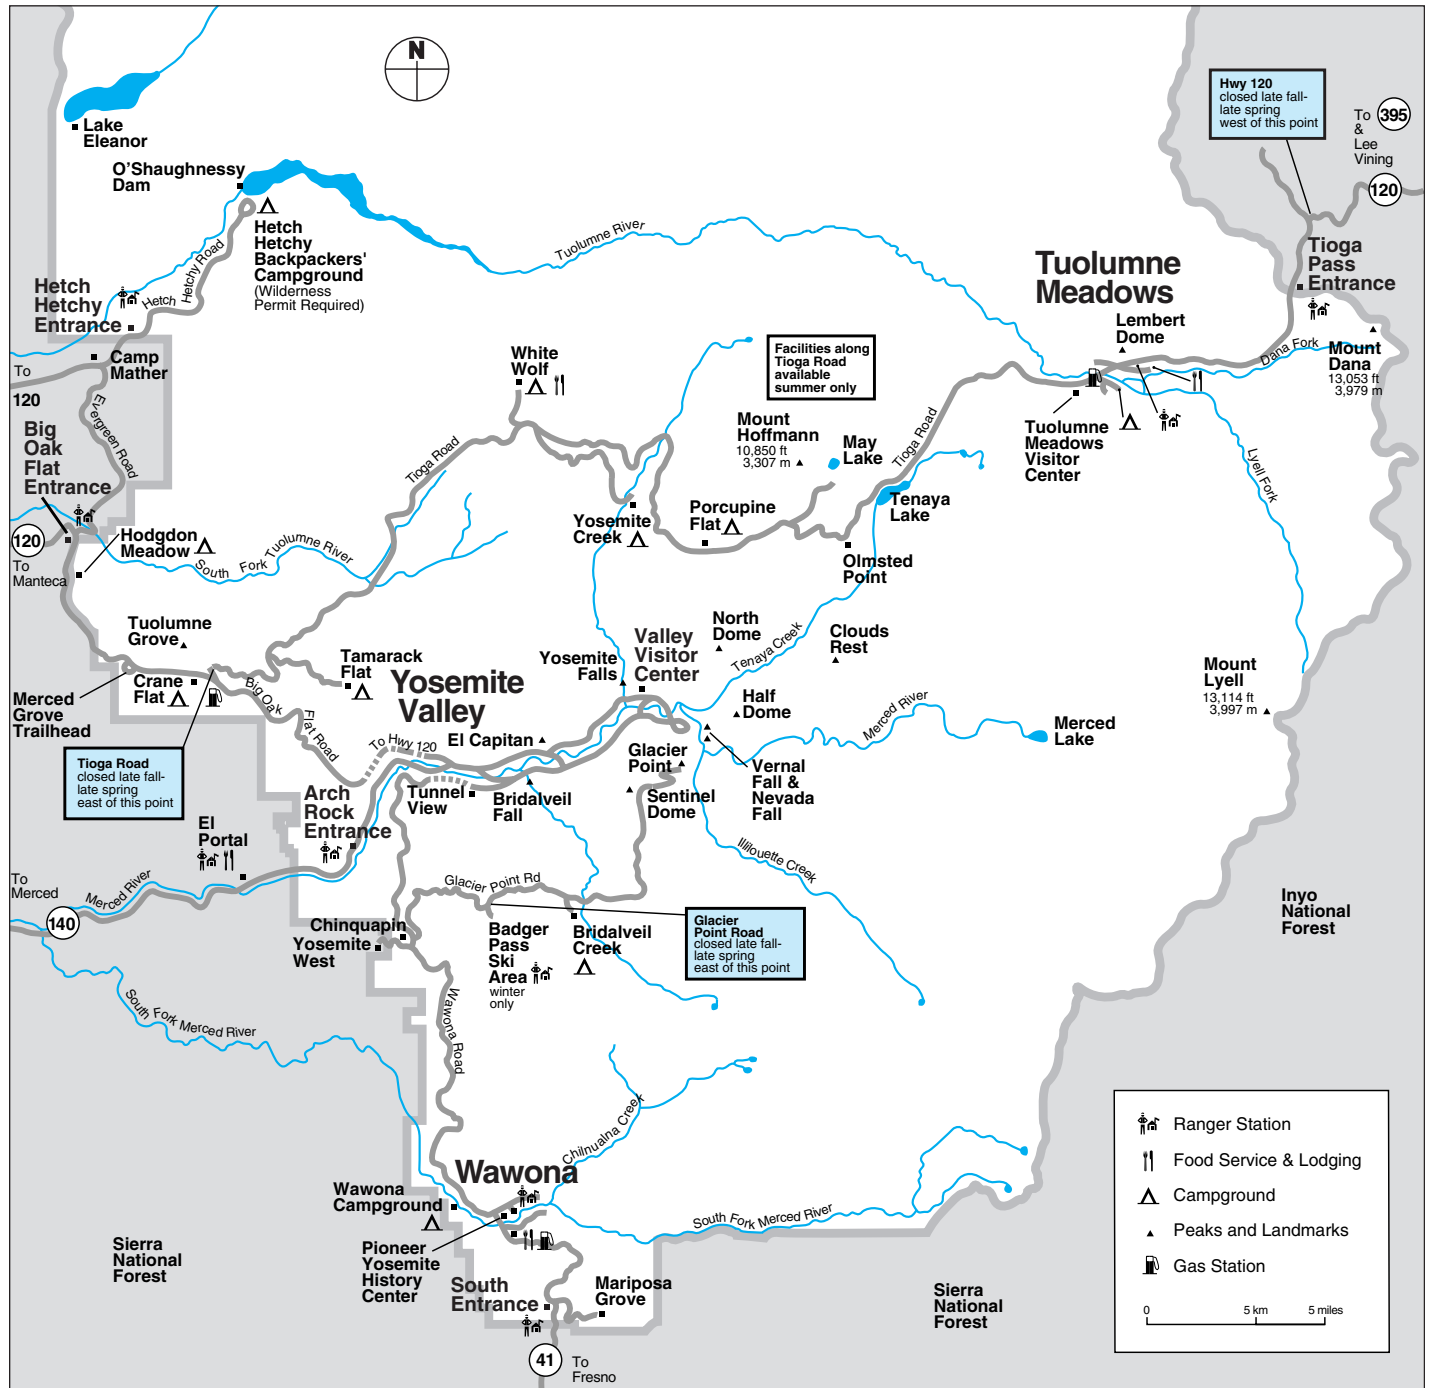 N
Hwy 120
closed late fall-
late spring
west of this point
To
&
Lee
Vining
395
120
Lake
Eleanor
O'Shaughnessy
Dam
Hetch
Hetchy
Backpackers'
Campground
(Wilderness
Permit Required)
Hetch Hetchy Road
Tuolumne River
Tuolumne
Meadows
Tioga
Pass
Entrance
Hetch
Hetchy
Entrance
Lembert
Dome
Dana Fork
Mount
Dana
13,053 ft
3,979 m
Camp
Mather
To
120
White
Wolf
Facilities along
Tioga Road
available
summer only
Evergreen Road
Big
Oak
Flat
Entrance
Tioga Road
Mount
Hoffmann
10,850 ft
3,307 m
May
Lake
Tioga Road
Tuolumne
Meadows
Visitor
Center
Lyell Fork
Tenaya
Lake
Porcupine
Flat
Yosemite
Creek
120
To
Manteca
Hodgdon
Meadow
South Fork Tuolumne River
Olmsted
Point
Tuolumne
Grove
North
Dome
Clouds
Rest
Tenaya Creek
Valley
Visitor
Center
Yosemite
Falls
Tamarack
Flat
Yosemite
Valley
Crane
Flat
Merced
Grove
Trailhead
Big Oak Flat Road
Mount
Lyell
13,114 ft
3,997 m
Half
Dome
Merced River
Merced
Lake
To Hwy 120
El Capitan
Glacier
Point
Vernal
Fall &
Nevada
Fall
Tioga Road
closed late fall-
late spring
east of this point
Arch
Rock
Entrance
Tunnel
View
Bridalveil
Fall
Sentinel
Dome
El
Portal
Illilouette Creek
To
Merced
Merced River
140
Glacier Point Rd
Chinquapin
Yosemite
West
Badger
Pass
Ski
Area
winter
only
Bridalveil
Creek
Glacier
Point Road
closed late fall-
late spring
east of this point
Inyo
National
Forest
South Fork Merced River
Wawona Road
Chilnualna Creek
Wawona
Wawona
Campground
South Fork Merced River
Pioneer
Yosemite
History
Center
Sierra
National
Forest
South
Entrance
Mariposa
Grove
Sierra
National
Forest
41
To
Fresno
Ranger Station
Food Service & Lodging
Campground
Peaks and Landmarks
Gas Station
0
5 km
5 miles